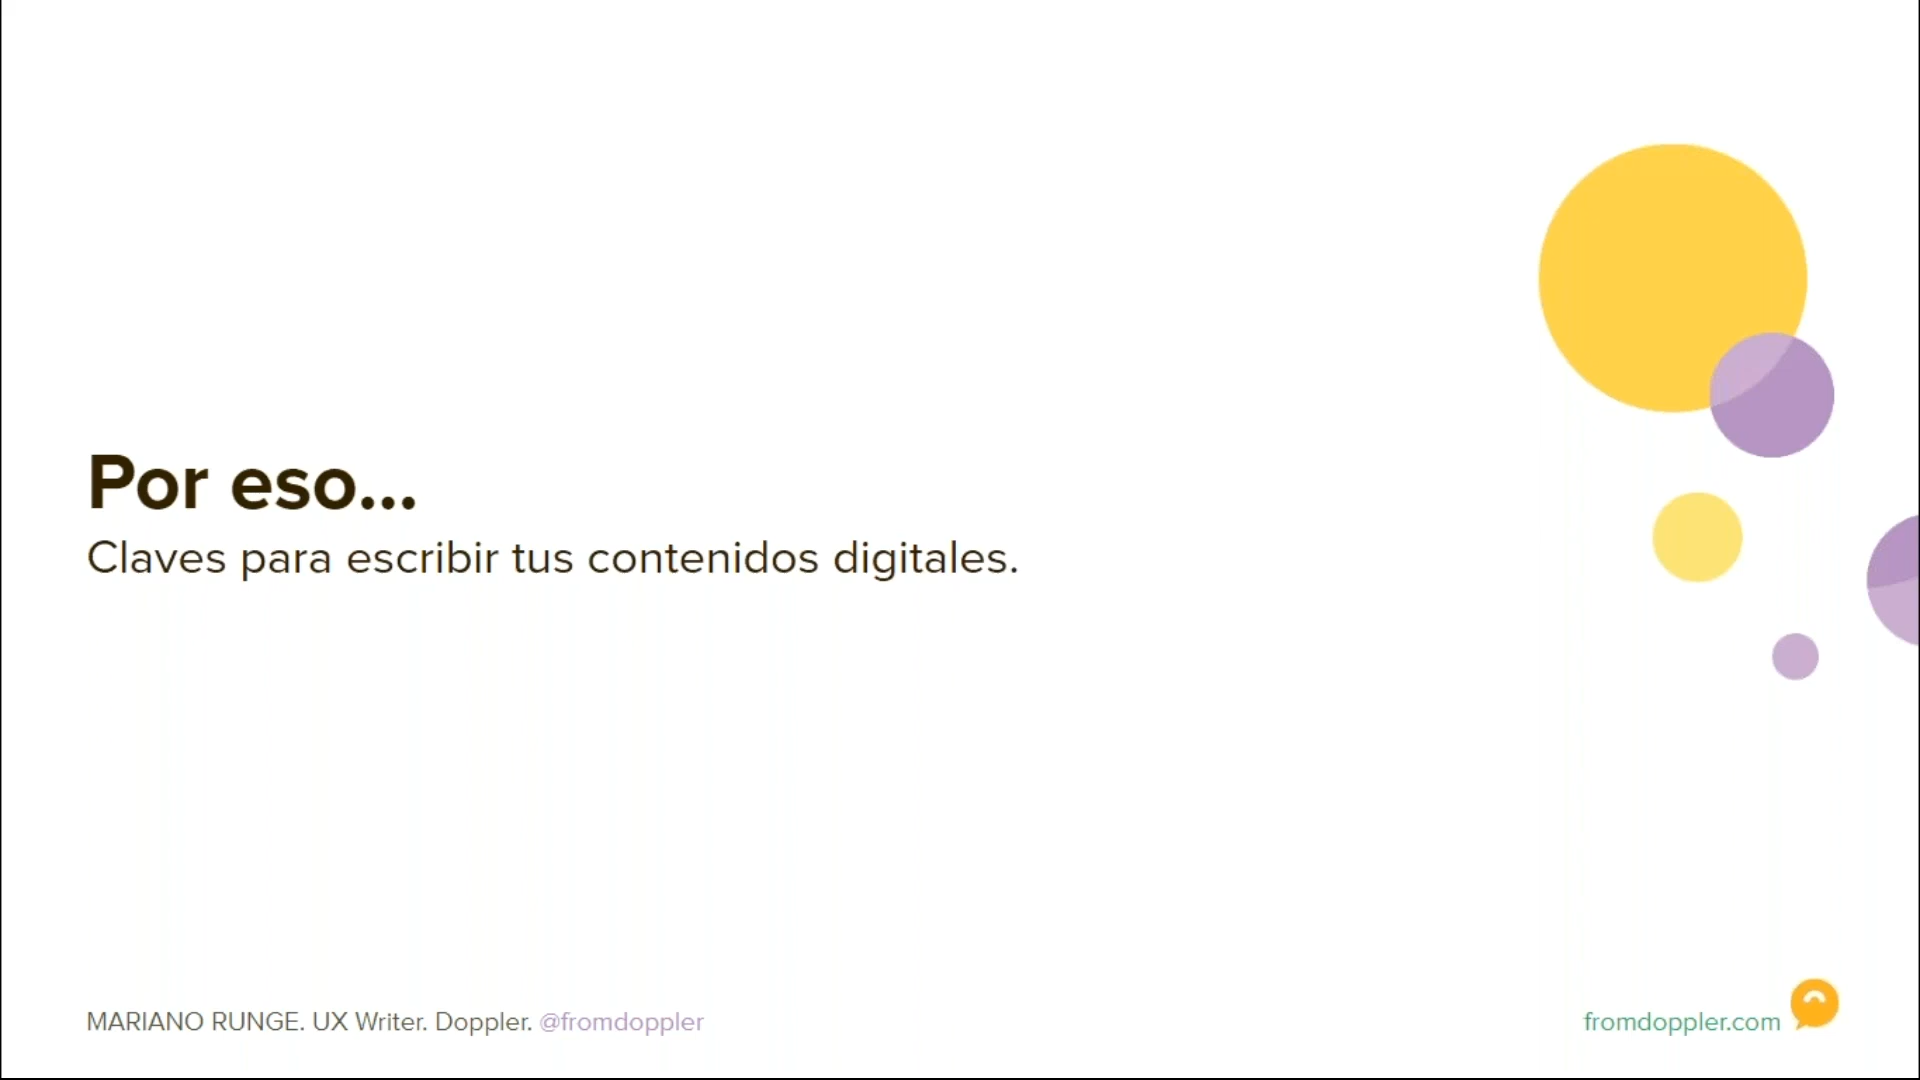 Por eso...
Claves para escribir tus contenidos digitales.
MARIANO RUNGE. UX Writer. Doppler. @fromdoppler
fromdoppler.com